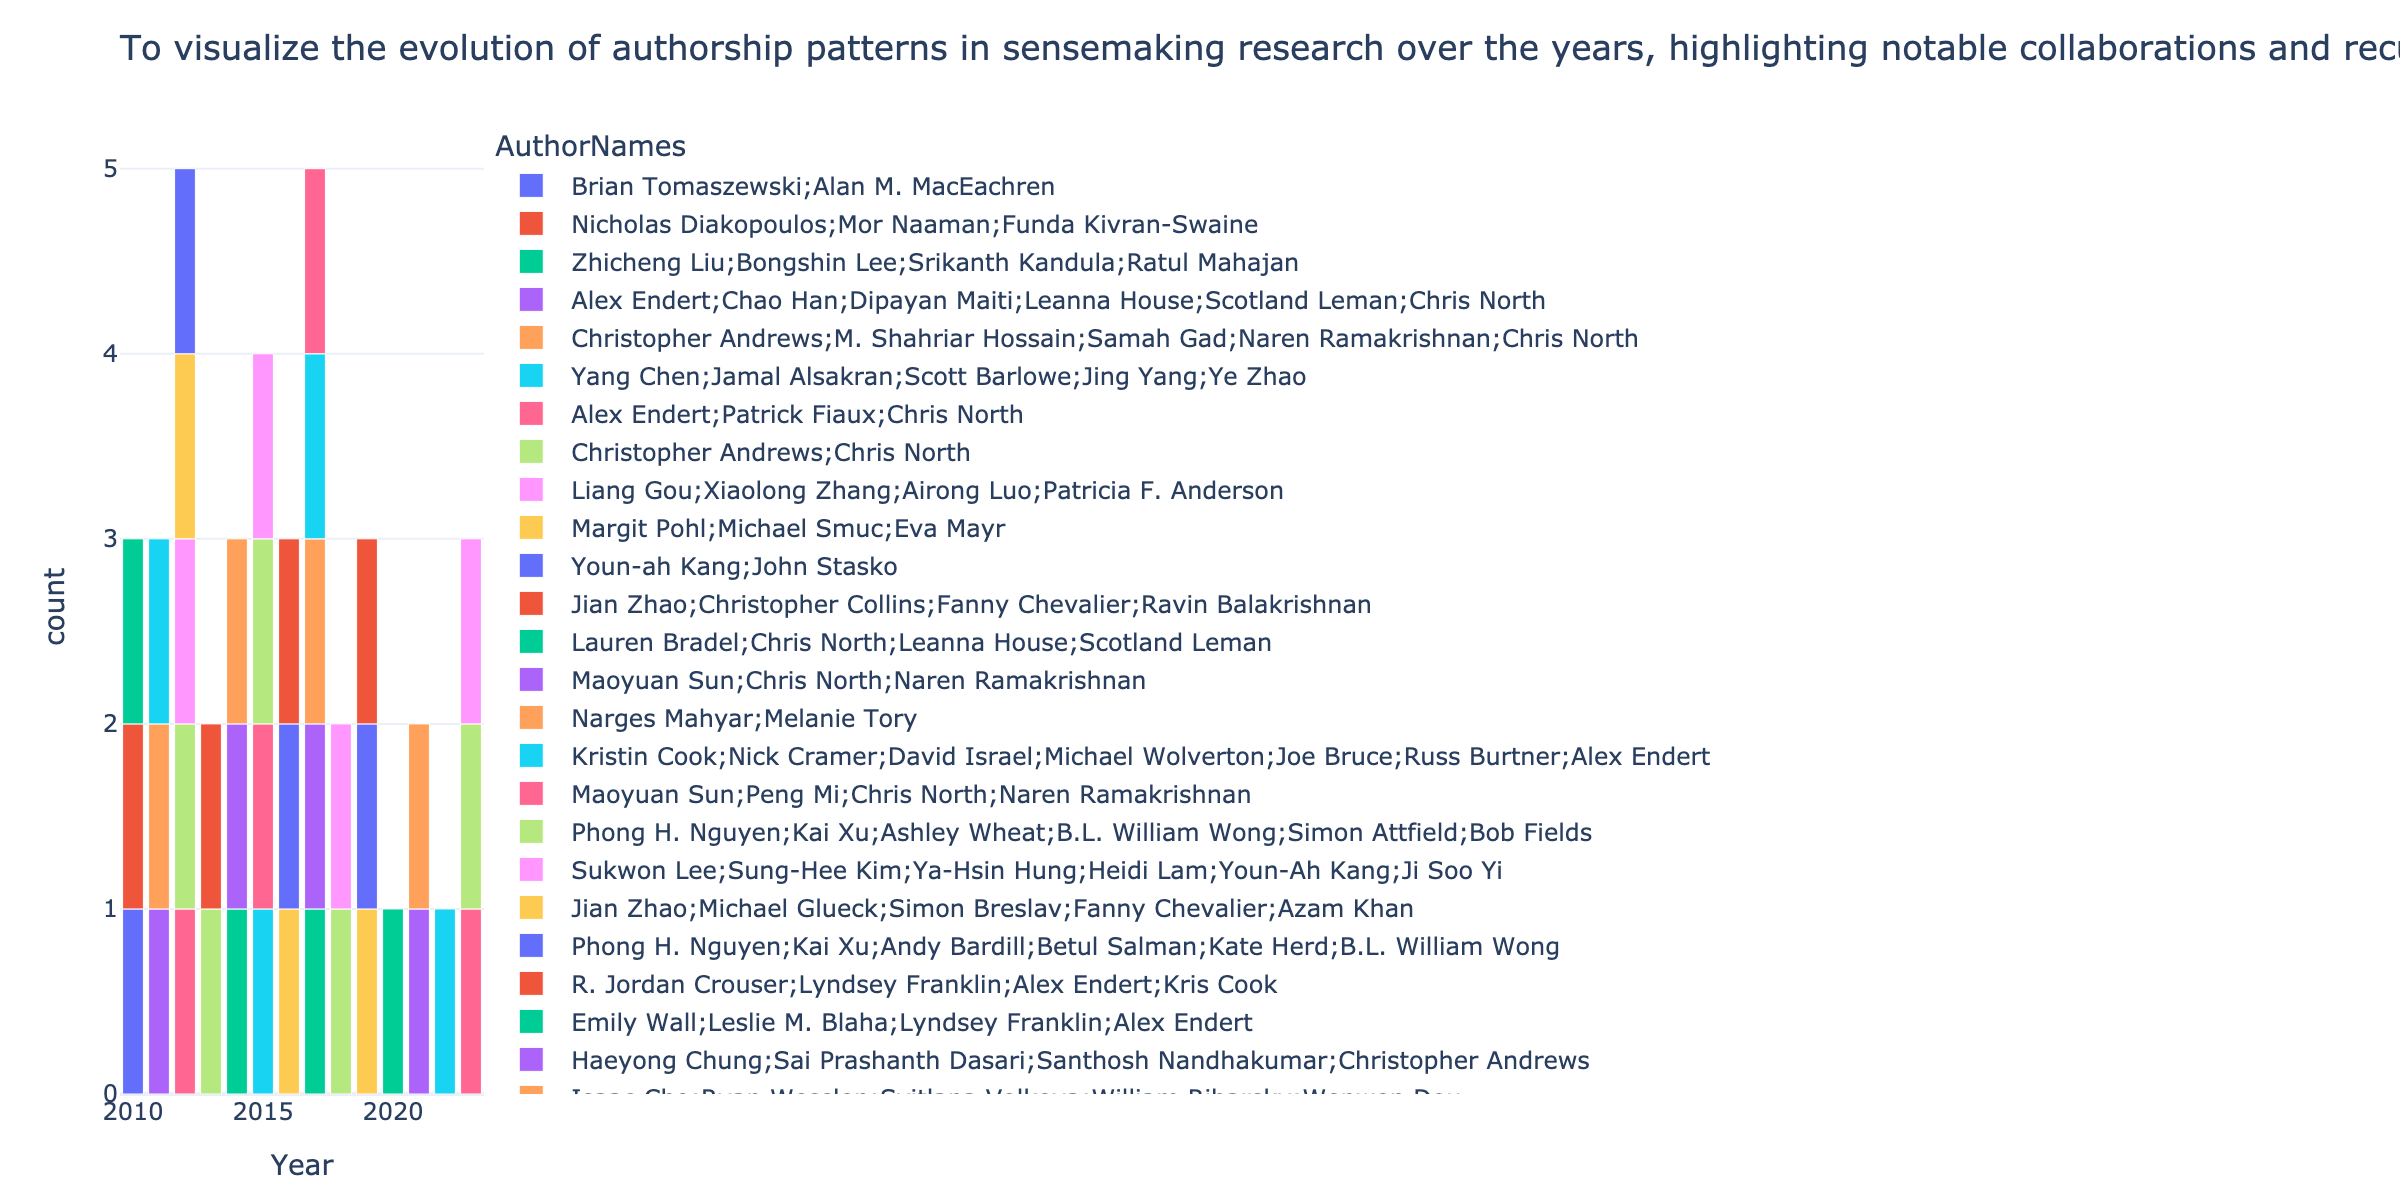 To visualize the evolution of authorship patterns in sensemaking research over the years, highlighting notable collaborations and
AuthorNames
Brian Tomaszewski;Alan M. MacEachren
Nicholas Diakopoulos;Mor Naaman;Funda Kivran-Swaine
Zhicheng Liu;Bongshin Lee;Srikanth Kandula;Ratul Mahajan
Alex Endert;Chao Han;Dipayan Maiti;Leanna House;Scotland Leman;Chris North
Christopher Andrews;M. Shahriar Hossain;Samah Gad;Naren Ramakrishnan;Chris North
Yang Chen;Jamal Alsakran;Scott Barlowe;Jing Yang;Ye Zhao
Alex Endert;Patrick Fiaux;Chris North
Christopher Andrews;Chris North
Liang Gou;Xiaolong Zhang;Airong Luo;Patricia F. Anderson
Margit Pohl;Michael Smuc;Eva Mayr
Youn-ah Kang;John Stasko
Jian Zhao;Christopher Collins;Fanny Chevalier;Ravin Balakrishnan
Lauren Bradel;Chris North;Leanna House;Scotland Leman
Maoyuan Sun;Chris North;Naren Ramakrishnan
Narges Mahyar;Melanie Tory
Kristin Cook;Nick Cramer;David Israel;Michael Wolverton;Joe Bruce;Russ Burtner;Alex Endert
Maoyuan Sun;Peng Mi;Chris North;Naren Ramakrishnan
Phong H. Nguyen;Kai Xu;Ashley Wheat;B.L. William Wong;Simon Attfield;Bob Fields
Sukwon Lee;Sung-Hee Kim;Ya-Hsin Hung;Heidi Lam;Youn-Ah Kang;Ji Soo Yi
Jian Zhao;Michael Glueck;Simon Breslav;Fanny Chevalier;Azam Khan
Phong H. Nguyen;Kai Xu;Andy Bardill;Betul Salman;Kate Herd;B.L. William Wong
R. Jordan Crouser;Lyndsey Franklin;Alex Endert;Kris Cook
Emily Wall;Leslie M. Blaha;Lyndsey Franklin;Alex Endert
Haeyong Chung;Sai Prashanth Dasari;Santhosh Nandhakumar;Christopher Andrews
5
4
3
2
1
0
count
2010
2015
2020
Year